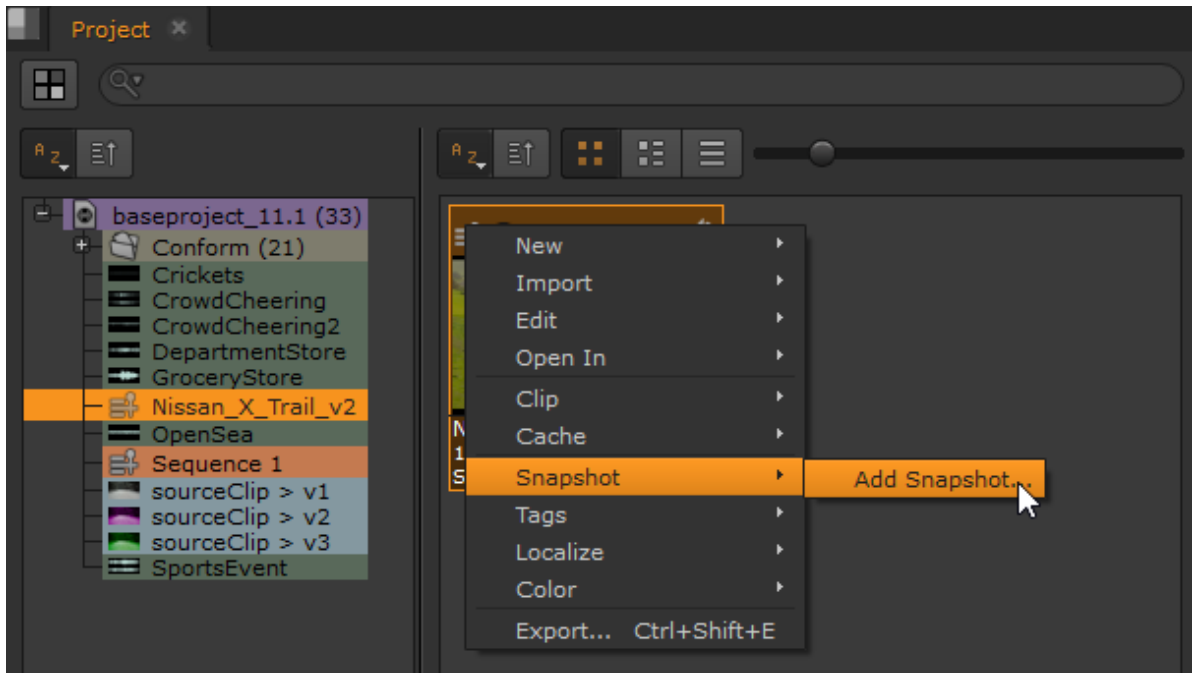 Project
A Z
A Z
baseproject_11.1 (33)
Conform (21)
Crickets
CrowdCheering
CrowdCheering2
DepartmentStore
GroceryStore
Nissan_X_Trail_v2
OpenSea
Sequence 1
sourceClip > v1
sourceClip > v2
sourceClip > v3
SportsEvent
N
1
S
New
Import
Edit
Open In
Clip
Cache
Snapshot
Add Snapshot...
Tags
Localize
Color
Export... Ctrl+Shift+E